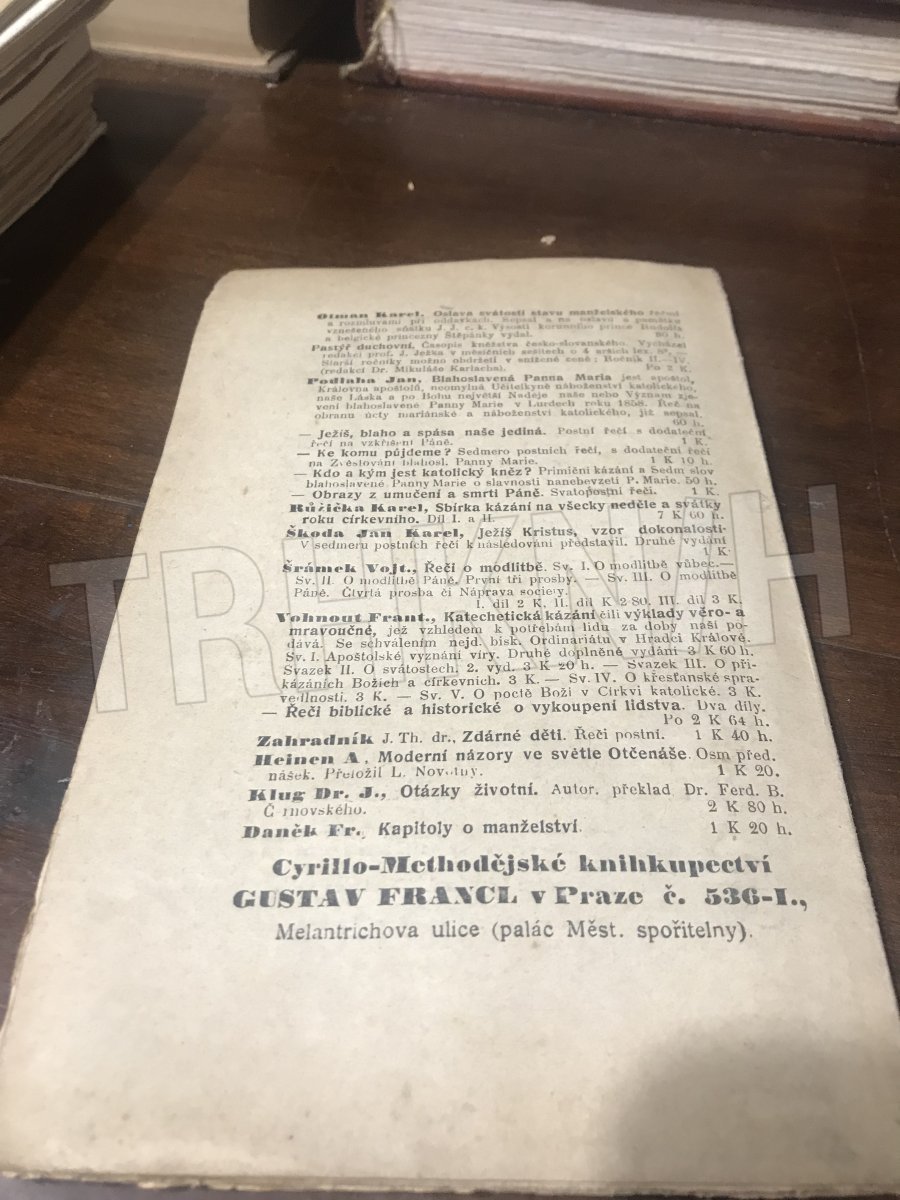 Otman Karel, Oslava svátosti stavu manželského řečmi
a rozmluvami při oddavkách. Sepsal a na oslavu a památku
vznešeného sňatku J. J. c. k. Výsosti korunního prince Rudolfa
a belgické princezny Štěpánky vydal. 80 h.
Pastýř duchovní. Časopis kněžstva česko-slovanského. Vycházel
redakcí prof. J. Ježka v měsíčních sešitech o 4 arších lex. 8°.
Starší ročníky možno obdržeti v snížené ceně: Ročník II.—IV.
(redakcí Dr. Mikuláše Karlacha). Po 2 K.
Podlaha Jan, Blahoslavená Panna Maria jest apoštol,
Královna apoštolů, neomylná Učitelkyně náboženství katolického,
naše Láska a po Bohu největší Naděje naše nebo Význam zje-
vení blahoslavené Panny Marie v Lurdech roku 1858. Řeč na
obranu úcty mariánské a náboženství katolického, již sepsal.
60 h.
— Ježíš, blaho a spása naše jediná. Postní řečí s dodateční
řečí na vzkříšení Páně. 1 K.
— Ke komu půjdeme? Sedmero postních řečí, s dodateční řečí
na Zvěstování blahosl. Panny Marie. 1 K 10 h.
— Kdo a kým jest katolický kněz? Primiční kázání a Sedm slov
blahoslavené Panny Marie o slavnosti nanebevzetí P. Marie. 50 h.
— Obrazy z umučení a smrti Páně. Svatopostní řeči. 1 K.
Růžička Karel, Sbírka kázání na všecky neděle a svátky
roku církevního. Díl I. a II. 7 K 60 h.
Škoda Jan Karel, Ježíš Kristus, vzor dokonalosti.
V sedmeru postních řečí k následování představil. Druhé vydání
1 K.
Šrámek Vojt., Řeči o modlitbě. Sv. I. O modlitbě vůbec.—
Sv. II. O modlitbě Páně. První tři prosby. — Sv. III. O modlitbě
Páně. Čtvrtá prosba či Náprava society.
I. díl 2 K, II. díl K 2·80, III. díl 3 K.
Vohnout Frant., Katechetická kázání čili výklady věro- a
mravoučné, jež vzhledem k potřebám lidu za doby naší po-
dává. Se schválením nejd. bisk. Ordinariátu v Hradci Králové.
Sv. I. Apoštolské vyznání víry. Druhé doplněné vydání 3 K 60 h.
Svazek II. O svátostech. 2. vyd. 3 K 20 h. — Svazek III. O při-
kázáních Božích a církevních. 3 K. — Sv. IV. O křesťanské spra-
vedlnosti. 3 K. — Sv. V. O poctě Boží v Církvi katolické. 3 K.
— Řeči biblické a historické o vykoupení lidstva. Dva díly.
Po 2 K 64 h.
Zahradník J. Th. dr., Zdárné děti. Řeči postní. 1 K 40 h.
Heinen A, Moderní názory ve světle Otčenáše. Osm před.
nášek. Přeložil L. Novotny. 1 K 20.
Klug Dr. J., Otázky životní. Autor. překlad Dr. Ferd. B.
2 K 80 h.
Daněk Fr., Kapitoly o manželství. 1 K 20 h.
Cyrillo-Methodějské knihkupectví
GUSTAV FRANCL v Praze č. 536-I.,
Melantrichova ulice (palác Měst. spořitelny).